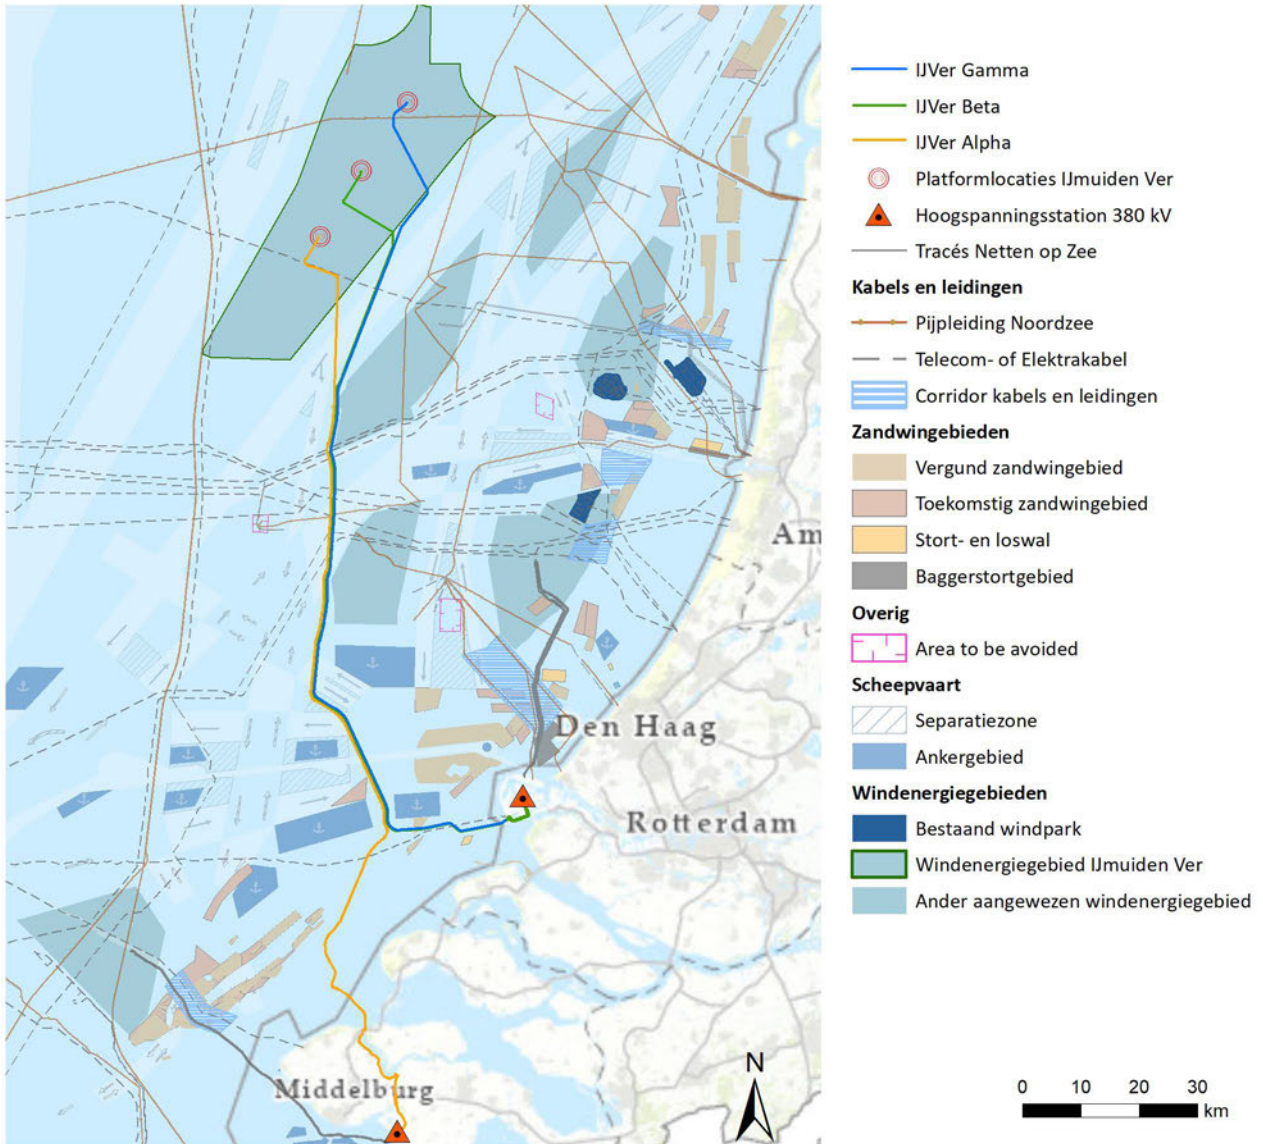 IJVer Gamma
IJVer Beta
IJVer Alpha
Platformlocaties IJmuiden Ver
Hoogspanningsstation 380 kV
Tracés Netten op Zee
Kabels en leidingen
Pijpleiding Noordzee
Telecom- of Elektrakabel
Corridor kabels en leidingen
Zandwingebieden
Vergund zandwingebied
Toekomstig zandwingebied
Stort- en loswal
Baggerstortgebied
Overig
Area to be avoided
Scheepvaart
Separatiezone
Ankergebied
Windenergiegebieden
Bestaand windpark
Windenergiegebied IJmuiden Ver
Ander aangewezen windenergiegebied
Am
Den Haag
Rotterdam
Middelburg
N
0 10 20 30
km